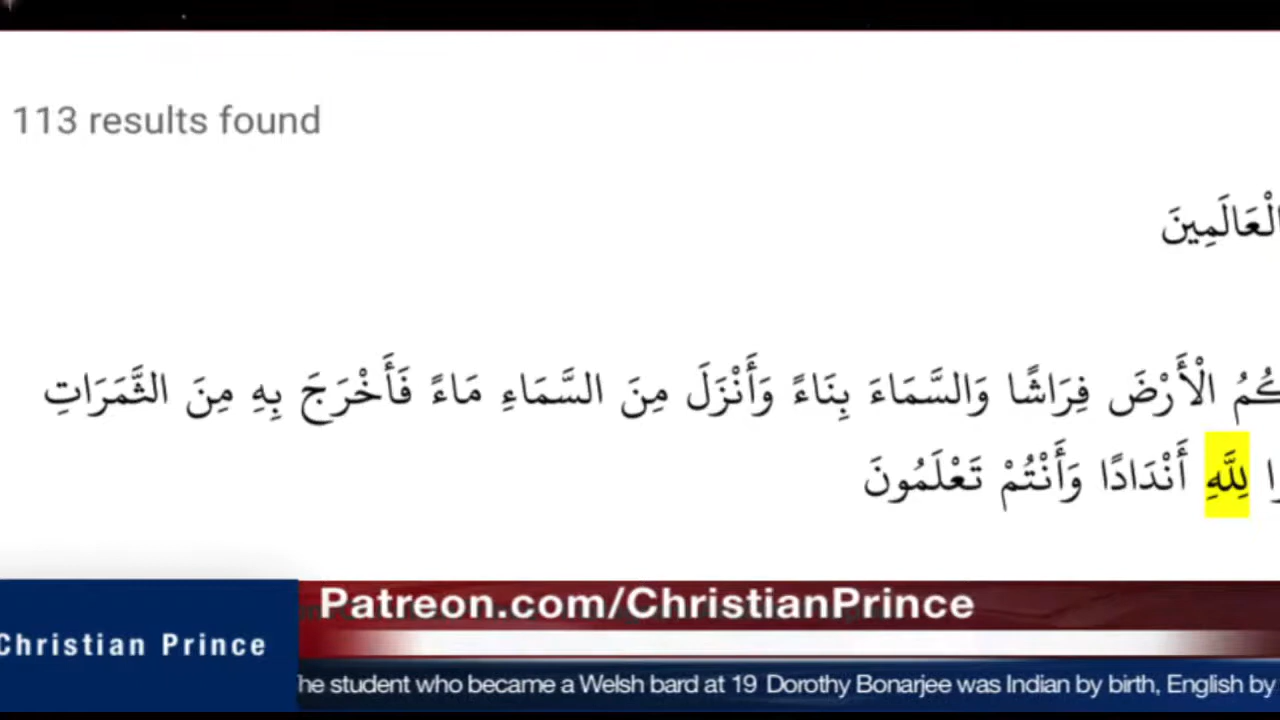 113 results found
الْعَالَمِينَ
كُمُ الْأَرْضَ فِرَاشًا وَالسَّمَاءَ بِنَاءً وَأَنْزَلَ مِنَ السَّمَاءِ مَاءً فَأَخْرَجَ بِهِ مِنَ الثَّمَرَاتِ
وا لِلَّهِ أَنْدَادًا وَأَنْتُمْ تَعْلَمُونَ
Patreon.com/ChristianPrince
Christian Prince
he student who became a Welsh bard at 19 Dorothy Bonarjee was Indian by birth, English by